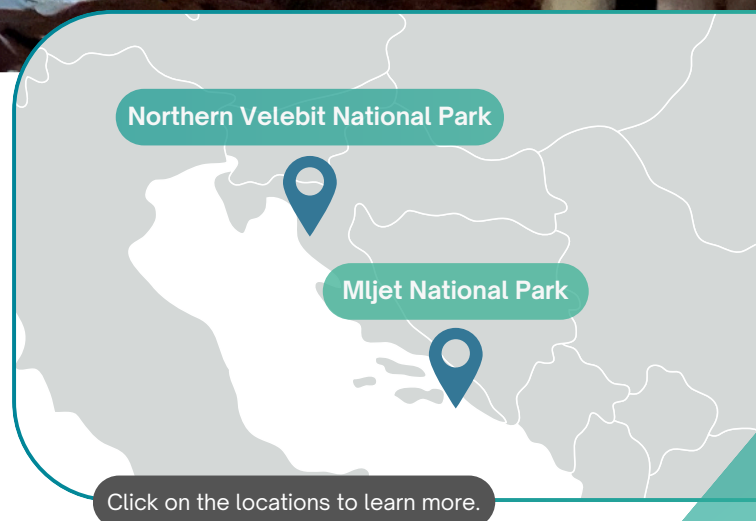 Northern Velebit National Park
Mljet National Park
Click on the locations to learn more.